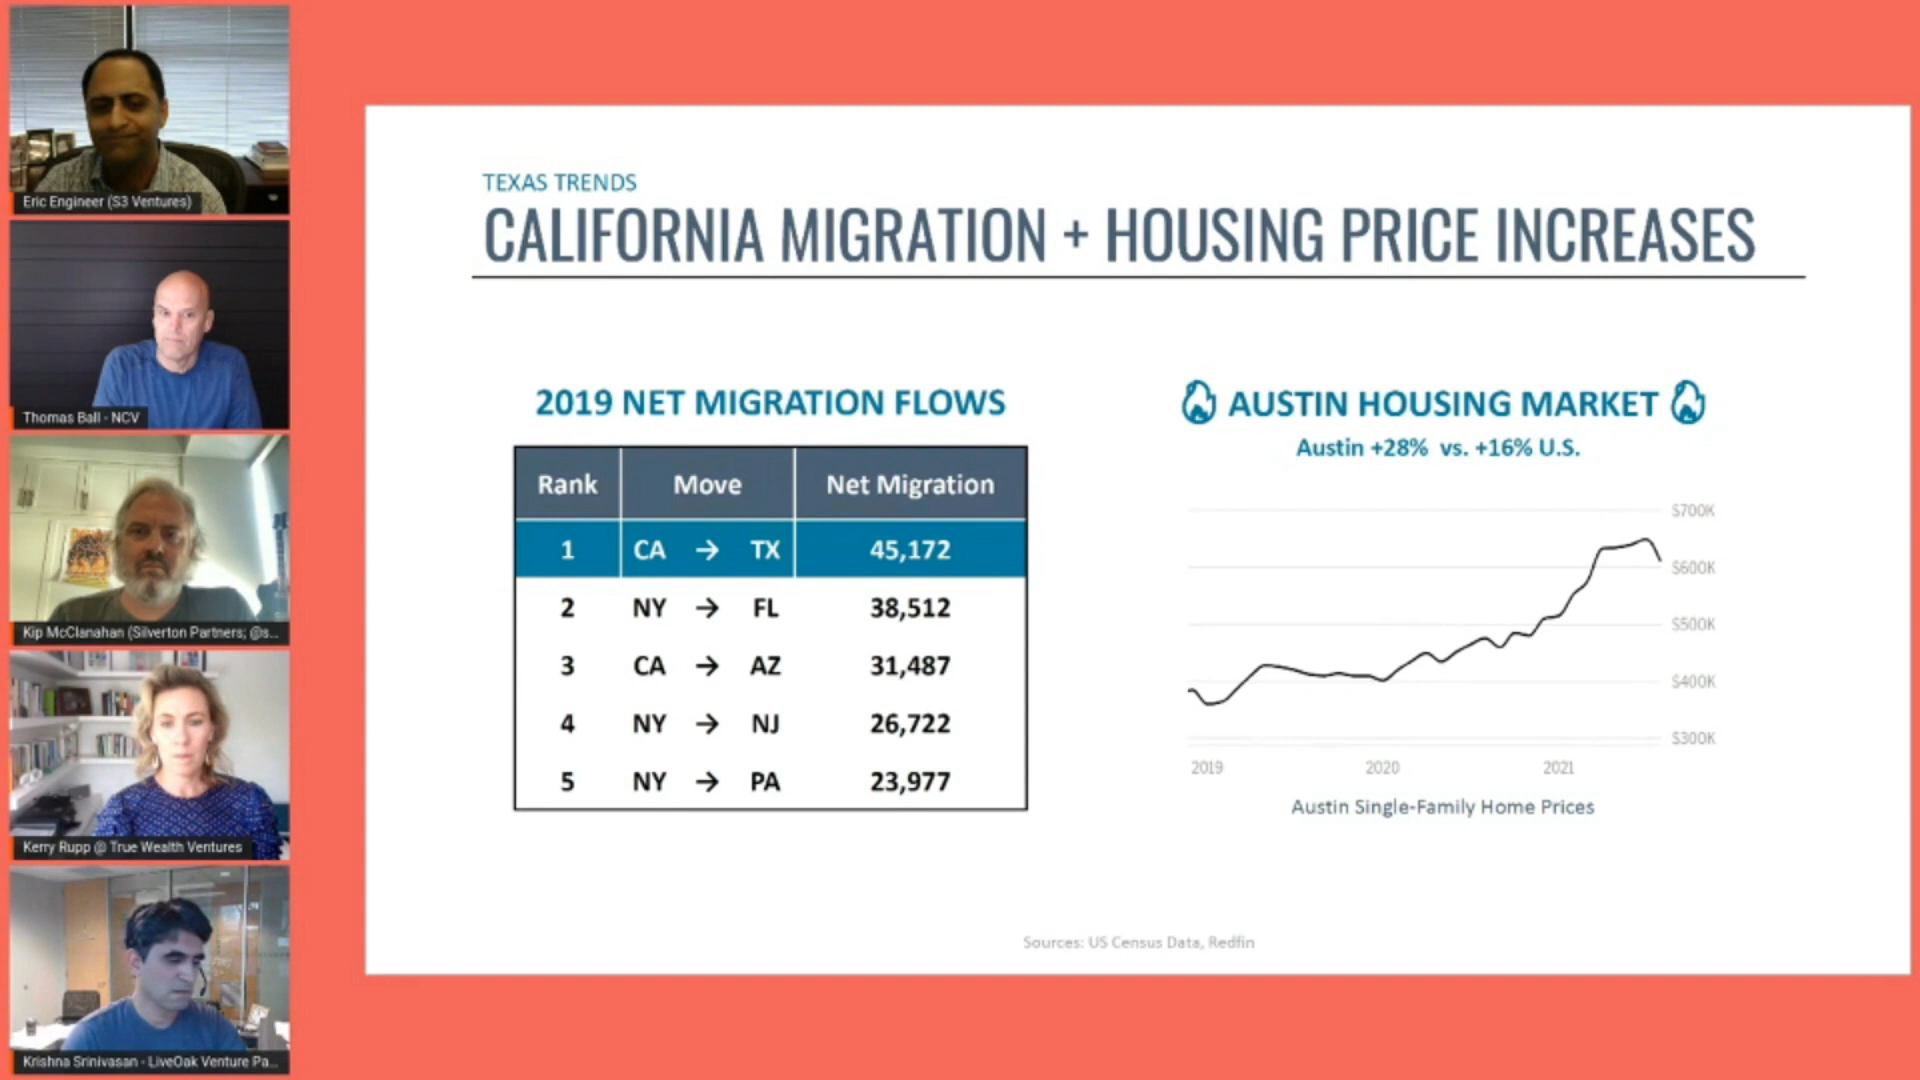 Eric Engineer (S3 Ventures)
Thomas Ball - NCV
Kip McClanahan (Silverton Partners; @s...
Kerry Rupp @ True Wealth Ventures
Krishna Srinivasan - LiveOak Venture Pa...
TEXAS TRENDS
CALIFORNIA MIGRATION + HOUSING PRICE INCREASES
2019 NET MIGRATION FLOWS
Rank Move Net Migration
1 CA → TX 45,172
2 NY → FL 38,512
3 CA → AZ 31,487
4 NY → NJ 26,722
5 NY → PA 23,977
AUSTIN HOUSING MARKET
Austin +28% vs. +16% U.S.
$700K
$600K
$500K
$400K
$300K
2019 2020 2021
Austin Single-Family Home Prices
Sources: US Census Data, Redfin